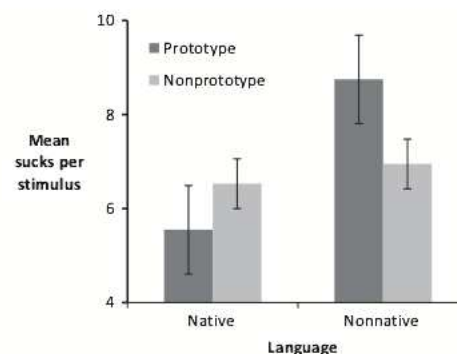 10
Prototype
Nonprototype
8
Mean
sucks per
stimulus
6
4
Native Nonnative
Language